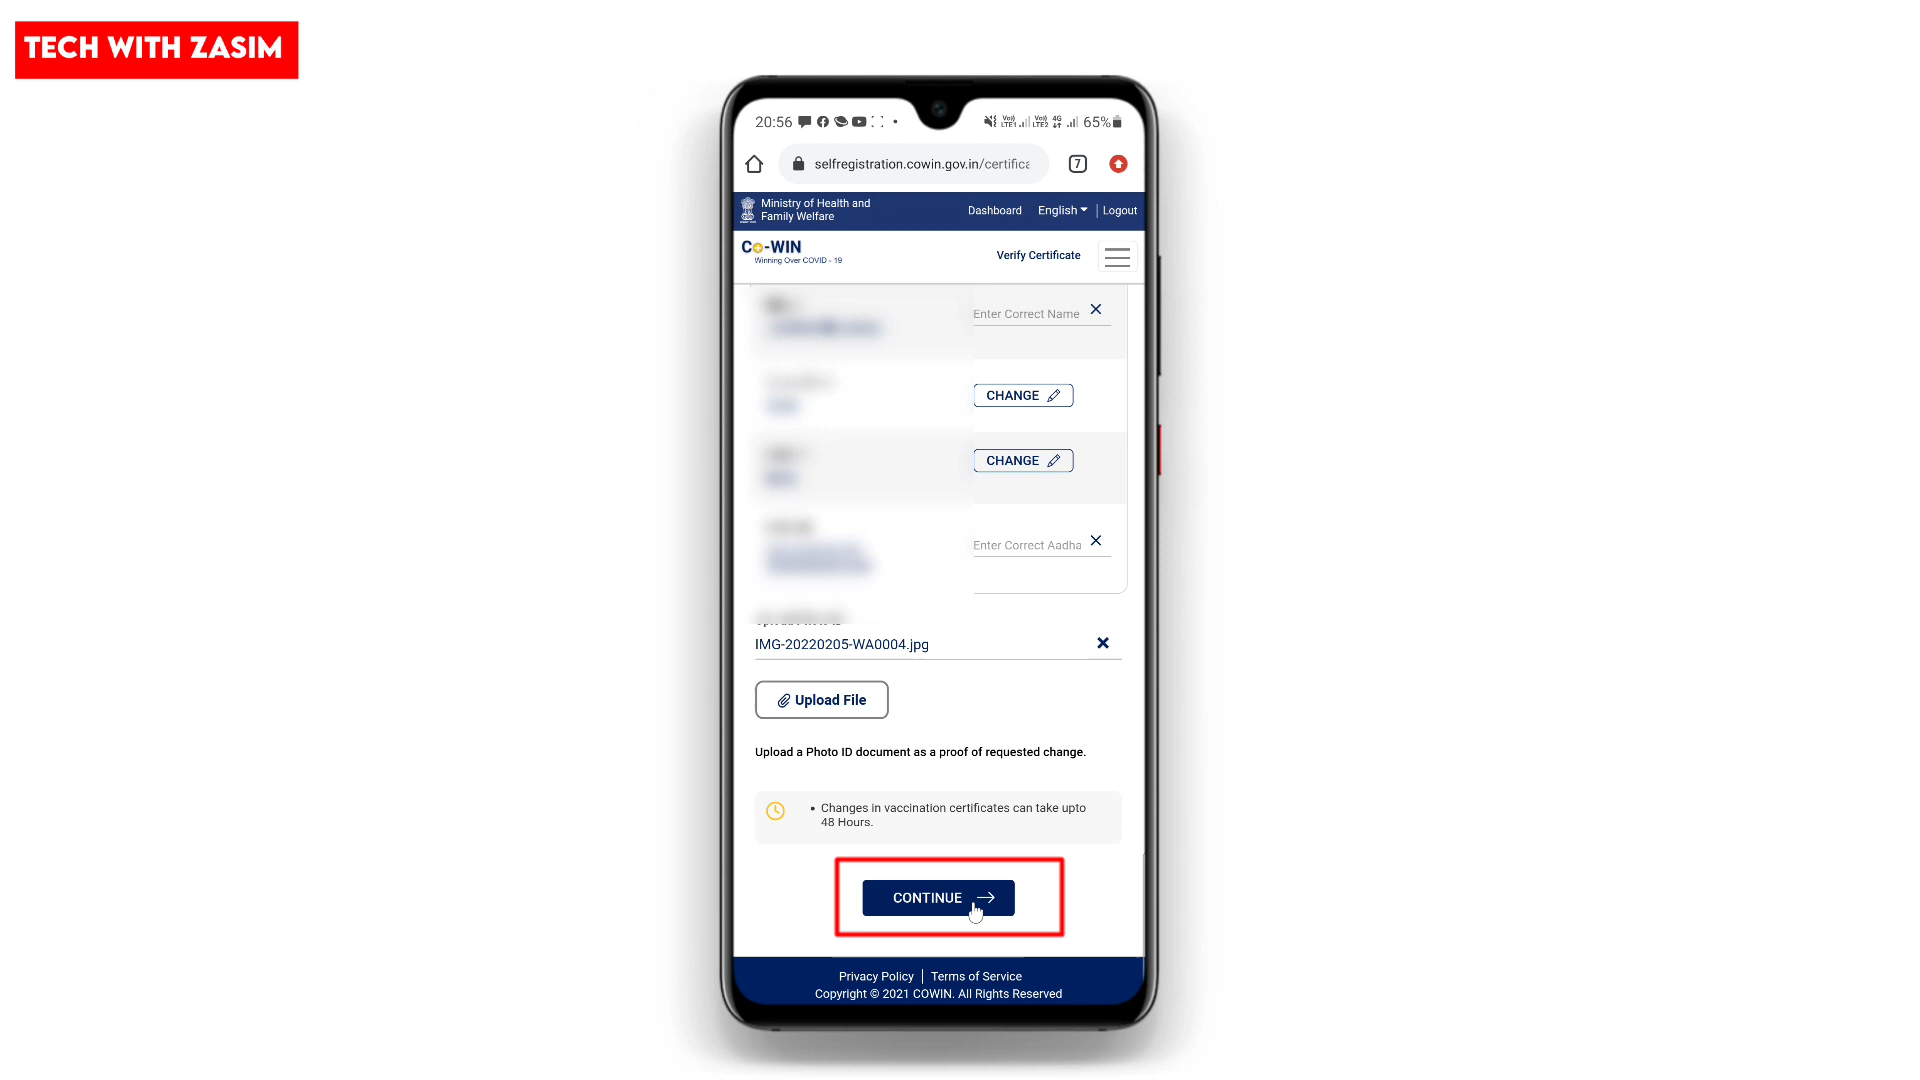 TECH WITH ZASIM
20:56
65%
selfregistration.cowin.gov.in/certifica
7
Ministry of Health and
Family Welfare
Dashboard English Logout
Co-WIN
Winning Over COVID - 19
Verify Certificate
Enter Correct Name
CHANGE
CHANGE
Enter Correct Aadha
IMG-20220205-WA0004.jpg
Upload File
Upload a Photo ID document as a proof of requested change.
• Changes in vaccination certificates can take upto
48 Hours.
CONTINUE
Privacy Policy | Terms of Service
Copyright © 2021 COWIN. All Rights Reserved